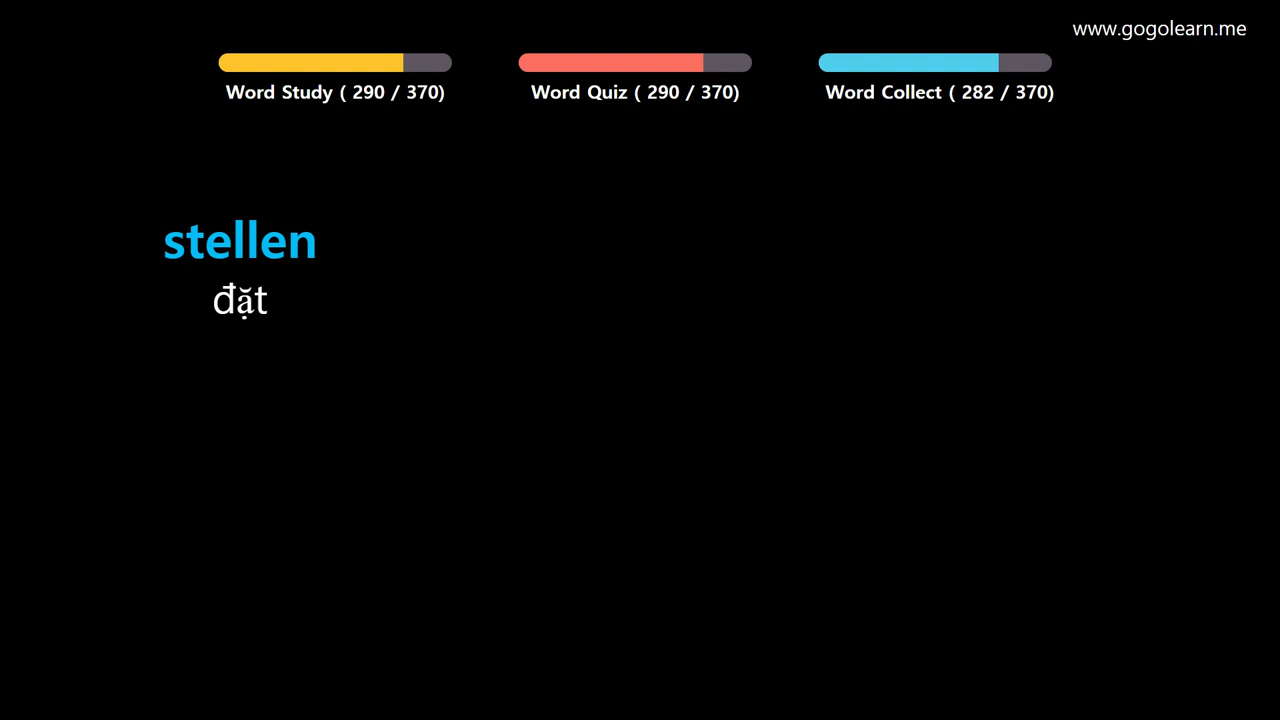 www.gogolearn.me
Word Study ( 290 / 370)
Word Quiz ( 290 / 370)
Word Collect ( 282 / 370)
stellen
đặt